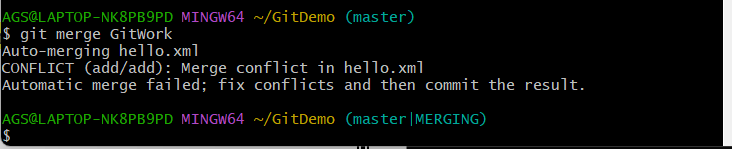 AGS@LAPTOP-NK8PB9PD MINGW64 ~/GitDemo (master)
$ git merge GitWork
Auto-merging hello.xml
CONFLICT (add/add): Merge conflict in hello.xml
Automatic merge failed; fix conflicts and then commit the result.
AGS@LAPTOP-NK8PB9PD MINGW64 ~/GitDemo (master|MERGING)
$